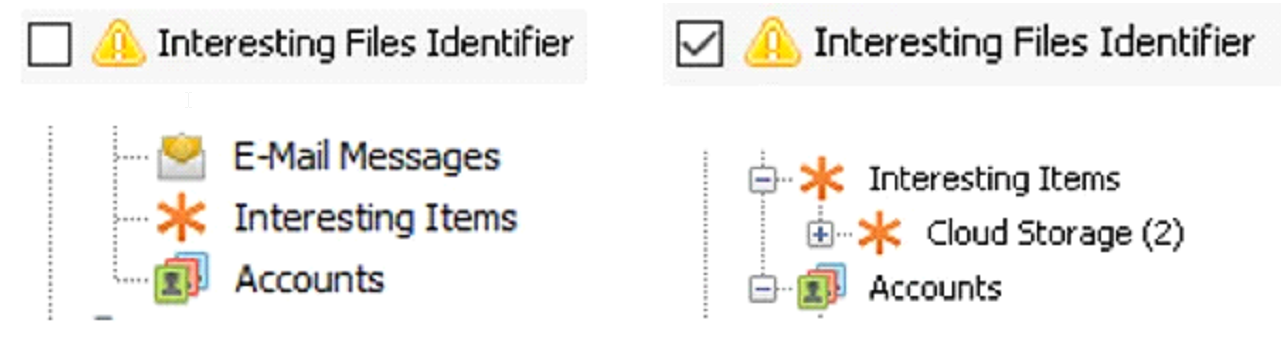 Interesting Files Identifier
E-Mail Messages
Interesting Items
Accounts
Interesting Files Identifier
Interesting Items
Cloud Storage (2)
Accounts